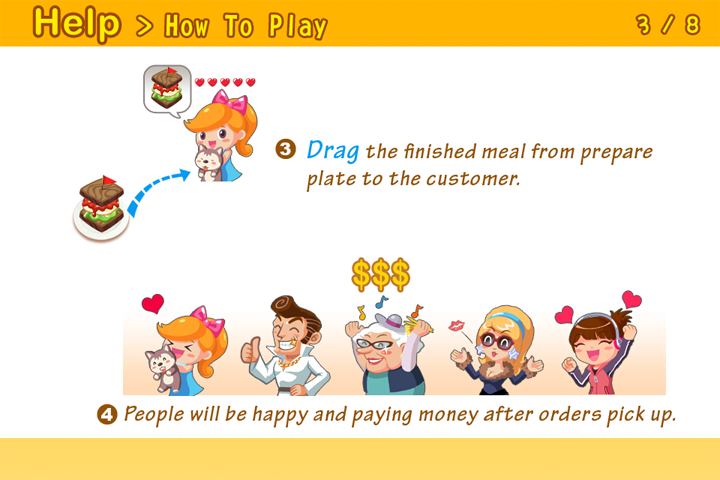 Help > How To Play 3 / 8
3 Drag the finished meal from prepare
plate to the customer.
$$$
4 People will be happy and paying money after orders pick up.